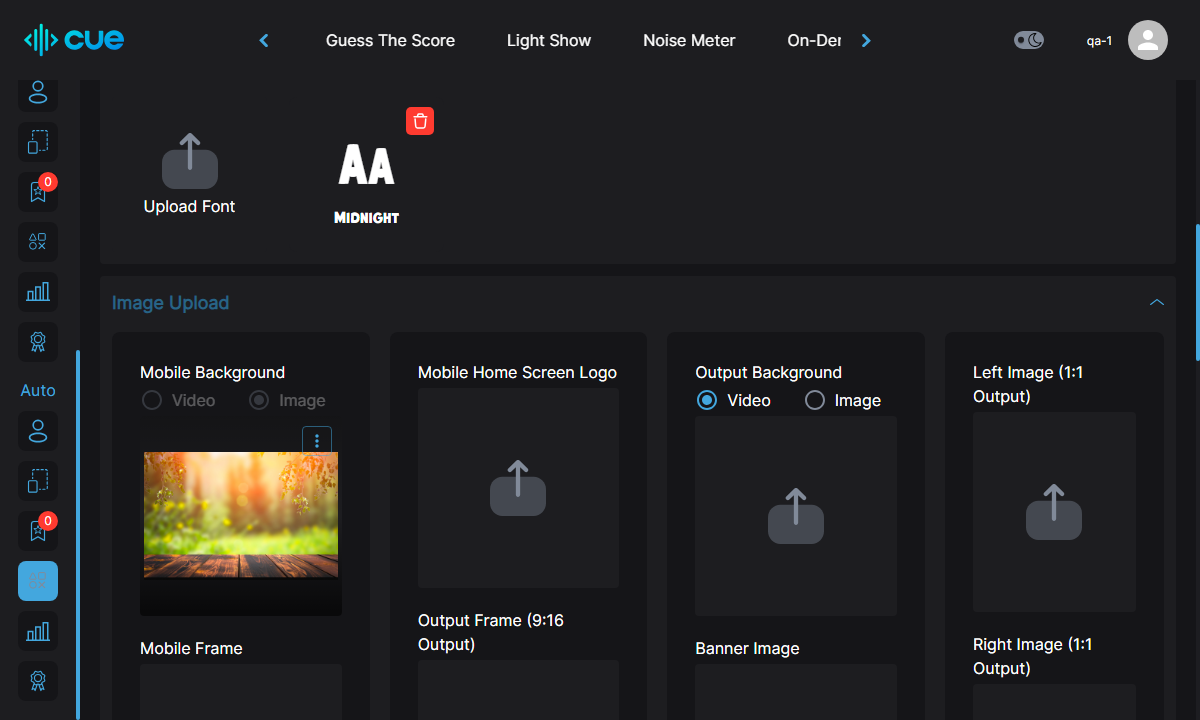 cue
Guess The Score
Light Show
Noise Meter
On-Der
qa-1
0
Auto
0
Upload Font
AA
MIDNIGHT
Image Upload
Mobile Background
Video
Image
Mobile Frame
Mobile Home Screen Logo
Output Frame (9:16
Output)
Output Background
Video
Image
Banner Image
Left Image (1:1
Output)
Right Image (1:1
Output)